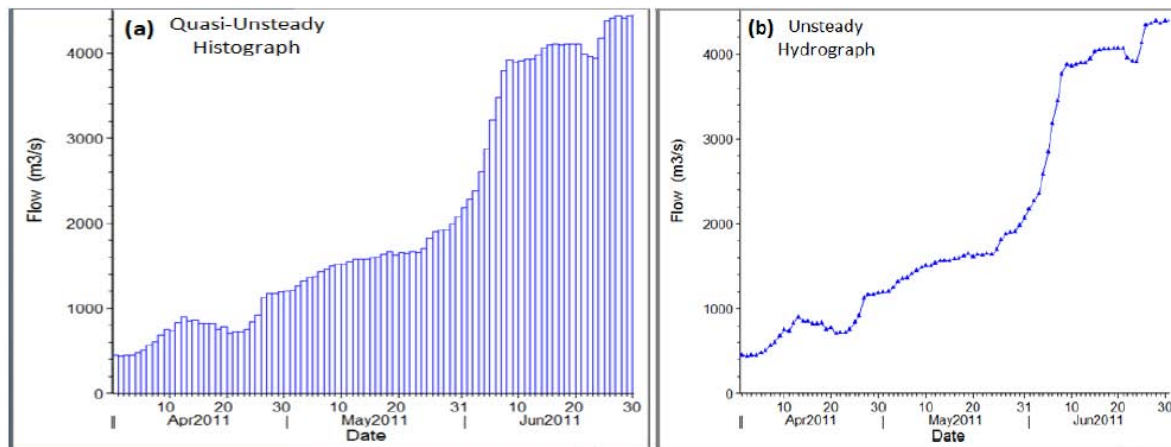 (a) Quasi-Unsteady
Histograph
4000
3000
2000
1000
0
Flow (m3/s)
10 20 30 10 20 31 10 20 30
|| Apr2011 | May2011 | Jun2011
Date
(b) Unsteady
Hydrograph
4000
3000
2000
1000
0
Flow (m3/s)
10 20 30 10 20 31 10 20 30
|| Apr2011 | May2011 | Jun2011
Date